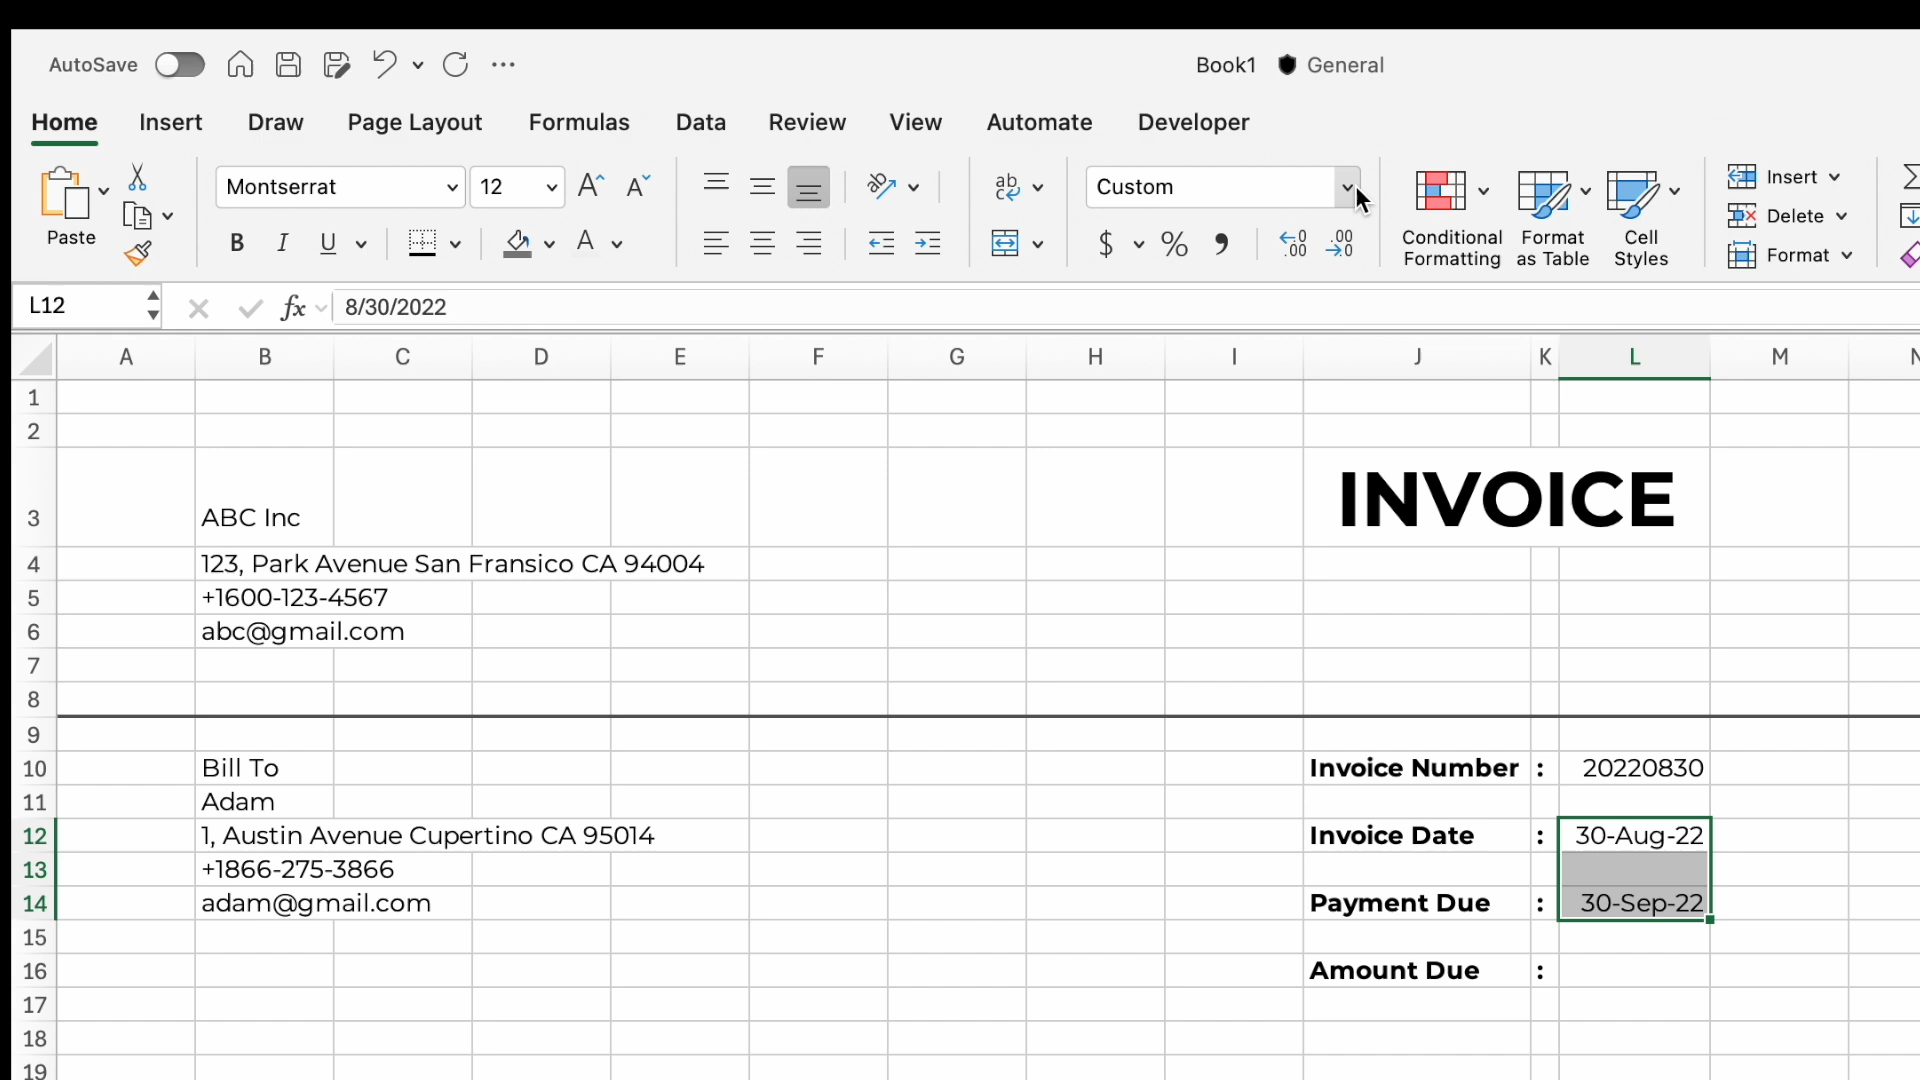 AutoSave
Book1 General
Home Insert Draw Page Layout Formulas Data Review View Automate Developer
Paste
Montserrat 12
B I U A
Custom
$ %
Conditional Formatting
Format as Table
Cell Styles
Insert
Delete
Format
L12 fx 8/30/2022
A B C D E F G H I J K L M N
1
2
3 ABC Inc INVOICE
4 123, Park Avenue San Fransico CA 94004
5 +1600-123-4567
6 abc@gmail.com
7
8
9
10 Bill To Invoice Number : 20220830
11 Adam
12 1, Austin Avenue Cupertino CA 95014 Invoice Date : 30-Aug-22
13 +1866-275-3866
14 adam@gmail.com Payment Due : 30-Sep-22
15
16 Amount Due :
17
18
19